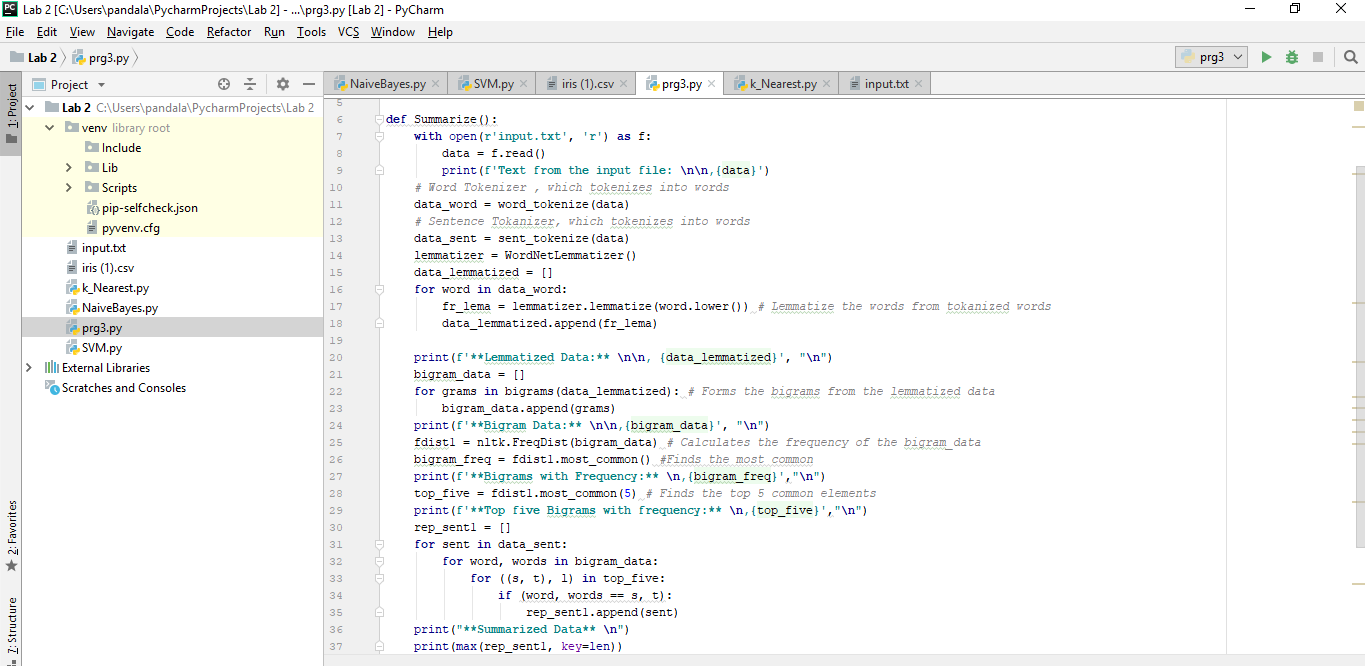 PC Lab 2 [C:\Users\pandala\PycharmProjects\Lab 2] - ...\prg3.py [Lab 2] - PyCharm
File Edit View Navigate Code Refactor Run Tools VCS Window Help
Lab 2 prg3.py prg3
Project
NaiveBayes.py SVM.py iris (1).csv prg3.py k_Nearest.py input.txt
1: Project
2: Favorites
7: Structure
Lab 2 C:\Users\pandala\PycharmProjects\Lab 2
venv library root
Include
Lib
Scripts
pip-selfcheck.json
pyvenv.cfg
input.txt
iris (1).csv
k_Nearest.py
NaiveBayes.py
prg3.py
SVM.py
External Libraries
Scratches and Consoles
5
6 def Summarize():
7 with open(r'input.txt', 'r') as f:
8 data = f.read()
9 print(f'Text from the input file: \n\n,{data}')
10 # Word Tokenizer , which tokenizes into words
11 data_word = word_tokenize(data)
12 # Sentence Tokanizer, which tokenizes into words
13 data_sent = sent_tokenize(data)
14 lemmatizer = WordNetLemmatizer()
15 data_lemmatized = []
16 for word in data_word:
17 fr_lema = lemmatizer.lemmatize(word.lower()) # Lemmatize the words from tokanized words
18 data_lemmatized.append(fr_lema)
19
20 print(f'**Lemmatized Data:** \n\n, {data_lemmatized}', "\n")
21 bigram_data = []
22 for grams in bigrams(data_lemmatized): # Forms the bigrams from the lemmatized data
23 bigram_data.append(grams)
24 print(f'**Bigram Data:** \n\n,{bigram_data}', "\n")
25 fdist1 = nltk.FreqDist(bigram_data) # Calculates the frequency of the bigram_data
26 bigram_freq = fdist1.most_common() #Finds the most common
27 print(f'**Bigrams with Frequency:** \n,{bigram_freq}',"\n")
28 top_five = fdist1.most_common(5) # Finds the top 5 common elements
29 print(f'**Top five Bigrams with frequency:** \n,{top_five}',"\n")
30 rep_sent1 = []
31 for sent in data_sent:
32 for word, words in bigram_data:
33 for ((s, t), l) in top_five:
34 if (word, words == s, t):
35 rep_sent1.append(sent)
36 print("**Summarized Data** \n")
37 print(max(rep_sent1, key=len))